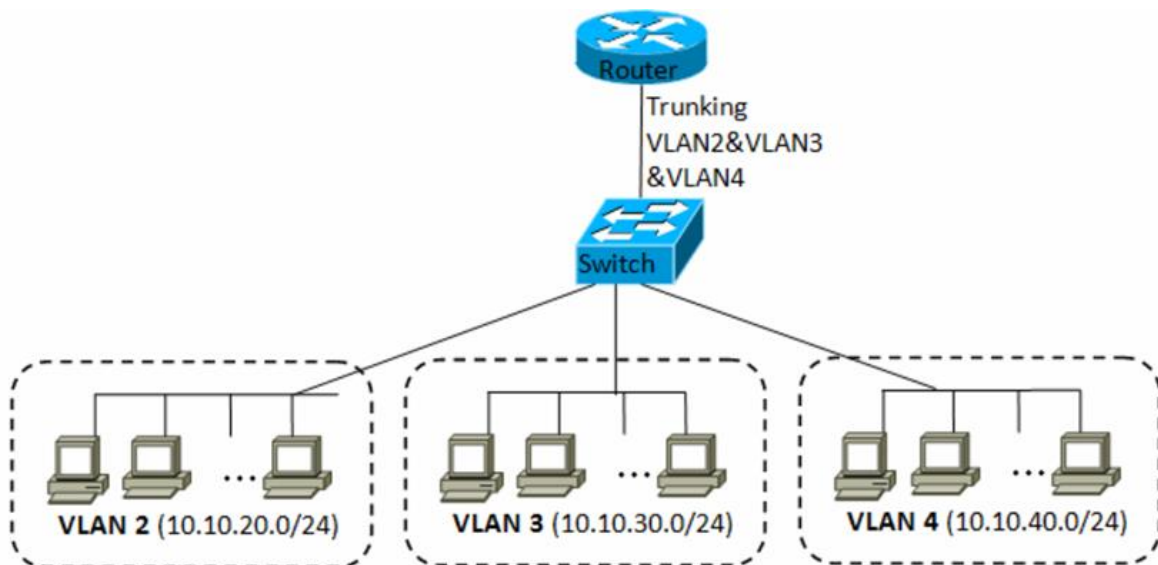 Router
Trunking
VLAN2&VLAN3
&VLAN4
Switch
...
...
...
VLAN 2 (10.10.20.0/24)
VLAN 3 (10.10.30.0/24)
VLAN 4 (10.10.40.0/24)